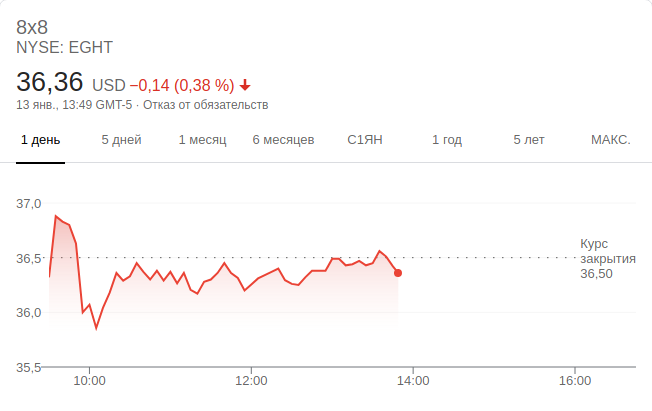 8x8
NYSE: EGHT
36,36 USD −0,14 (0,38 %)
13 янв., 13:49 GMT-5 · Отказ от обязательств
1 день 5 дней 1 месяц 6 месяцев С1ЯН 1 год 5 лет МАКС.
37,0
Курс
36,5 закрытия
36,50
36,0
35,5
10:00 12:00 14:00 16:00